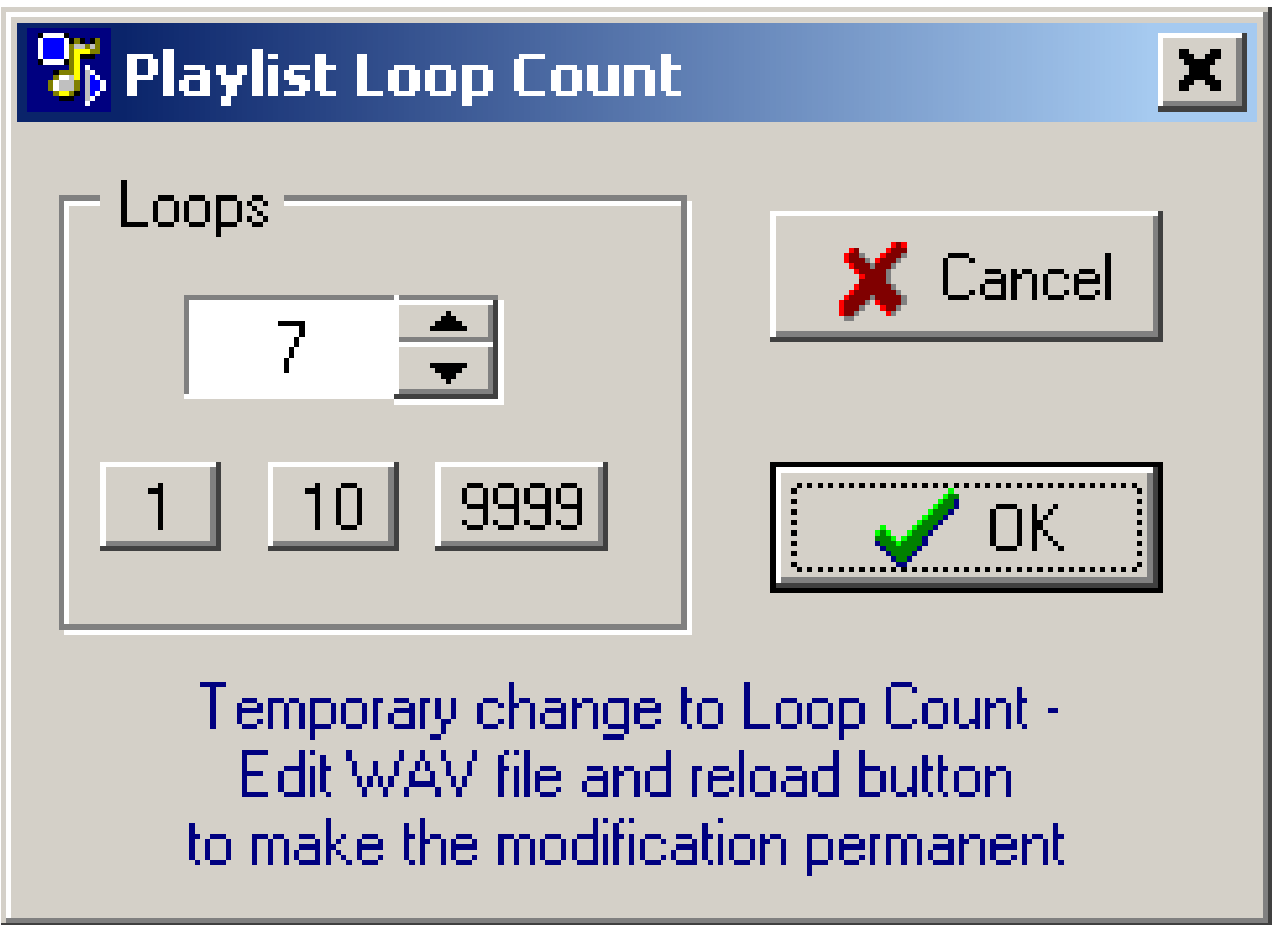 Playlist Loop Count
Loops
7
Cancel
1 10 9999
OK
Temporary change to Loop Count -
Edit WAV file and reload button
to make the modification permanent